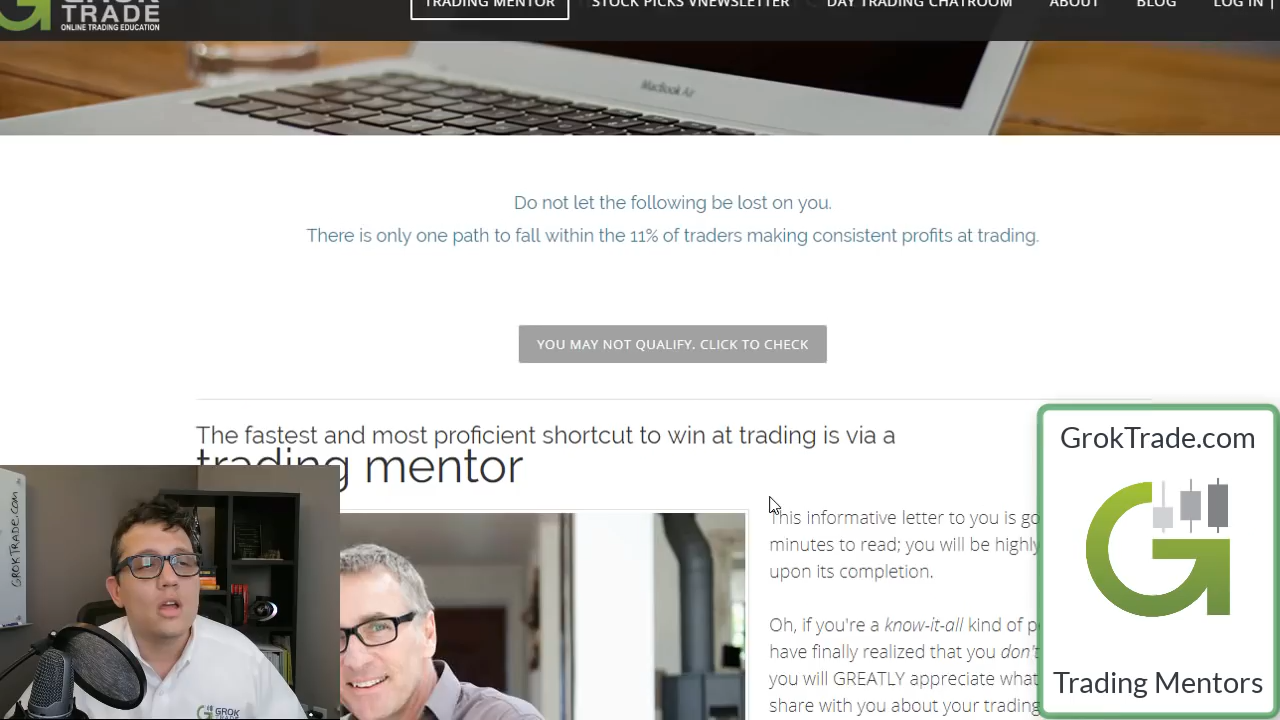 TRADE
ONLINE TRADING EDUCATION
TRADING MENTOR
STOCK PICKS VNEWSLETTER
DAY TRADING CHATROOM
ABOUT
BLOG
LOG IN |
MacBook Air
Do not let the following be lost on you.
There is only one path to fall within the 11% of traders making consistent profits at trading.
YOU MAY NOT QUALIFY. CLICK TO CHECK
The fastest and most proficient shortcut to win at trading is via a
trading mentor
This informative letter to you is go
minutes to read; you will be highly
upon its completion.
Oh, if you're a know-it-all kind of p
have finally realized that you don't
you will GREATLY appreciate what
share with you about your trading
GrokTrade.com
Trading Mentors
GROKTRADE.com
GROK